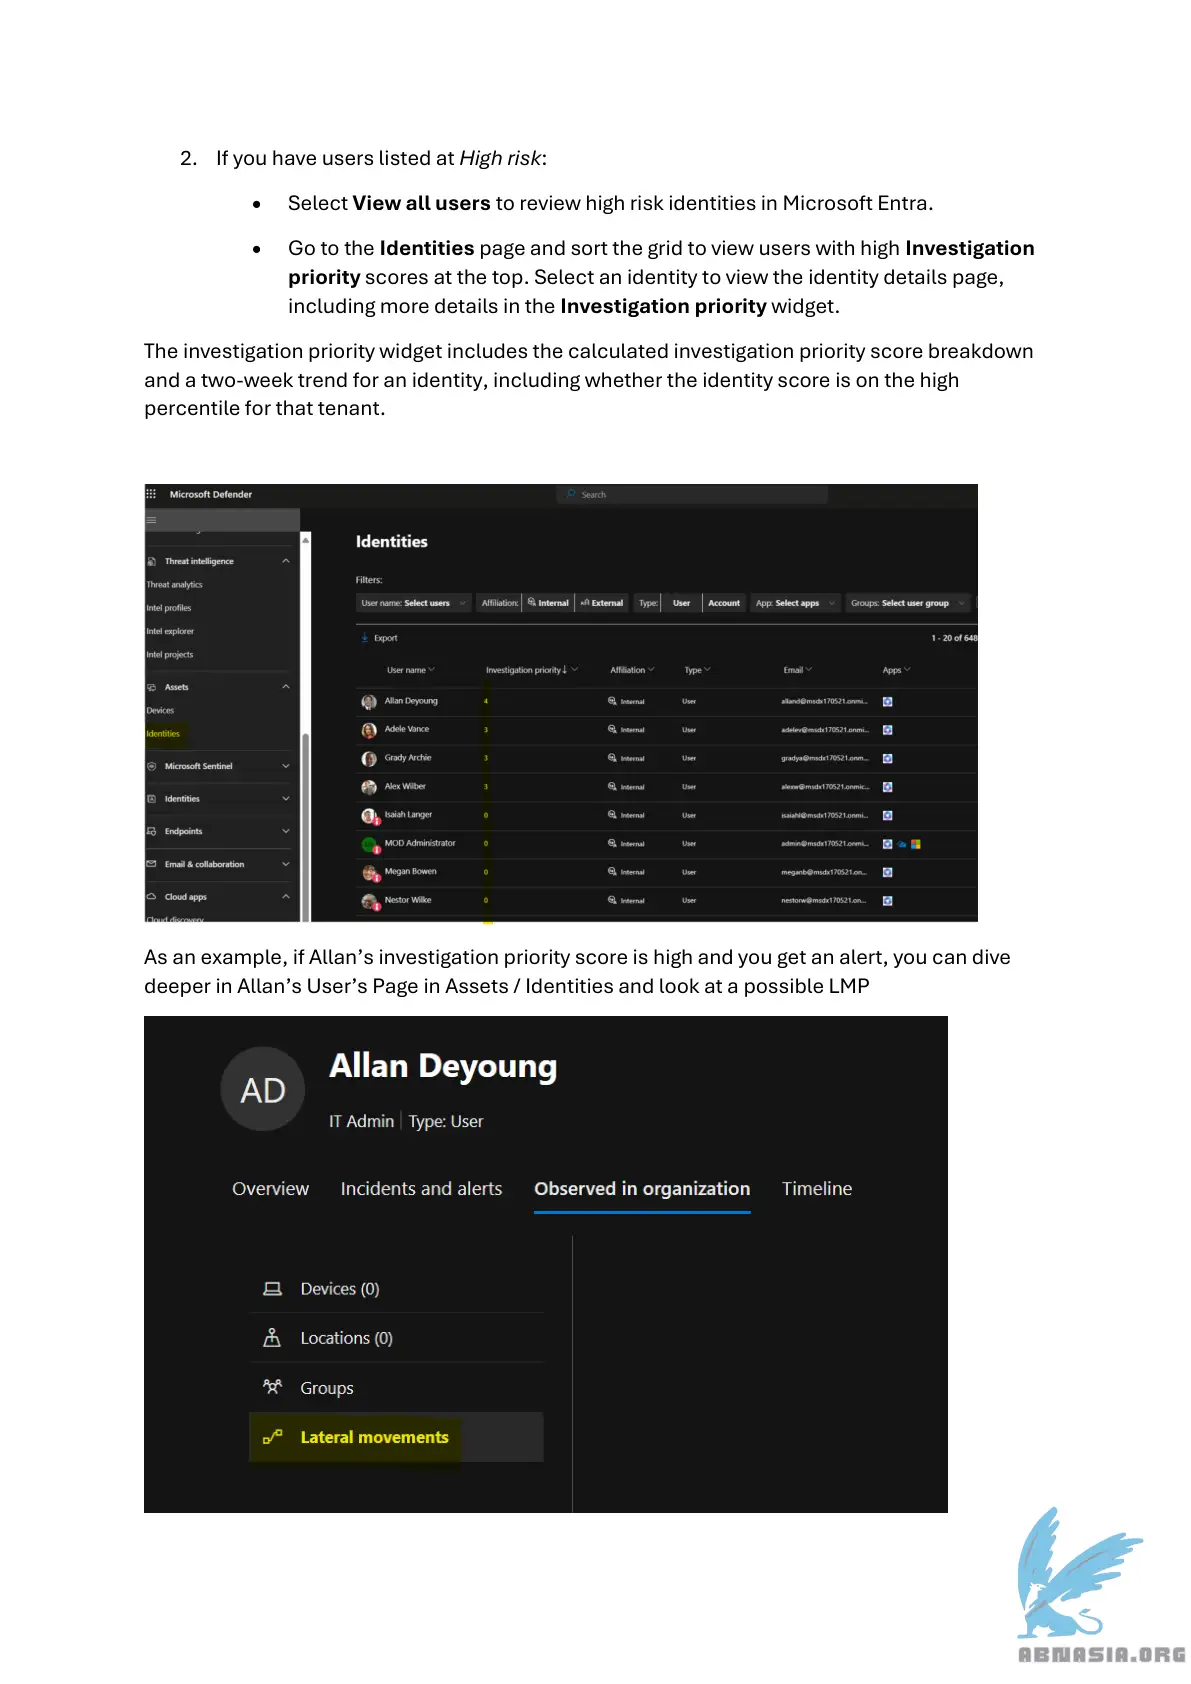 2. If you have users listed at High risk:
• Select View all users to review high risk identities in Microsoft Entra.
• Go to the Identities page and sort the grid to view users with high Investigation
priority scores at the top. Select an identity to view the identity details page,
including more details in the Investigation priority widget.
The investigation priority widget includes the calculated investigation priority score breakdown
and a two-week trend for an identity, including whether the identity score is on the high
percentile for that tenant.
Microsoft Defender
Search
Threat intelligence
Threat analytics
Intel profiles
Intel explorer
Intel projects
Assets
Devices
Identities
Microsoft Sentinel
Identities
Endpoints
Email & collaboration
Cloud apps
Cloud discovery
Identities
Filters:
User name: Select users Affiliation: Internal External Type: User Account App: Select apps Groups: Select user group
Export 1 - 20 of 648
User name Investigation priority↓ Affiliation Type Email Apps
Allan Deyoung 4 Internal User alland@msdx170521.onmi...
Adele Vance 3 Internal User adelev@msdx170521.onmi...
Grady Archie 3 Internal User gradya@msdx170521.onm...
Alex Wilber 3 Internal User alexw@msdx170521.onmic...
Isaiah Langer 0 Internal User isaiahl@msdx170521.onmi...
MOD Administrator 0 Internal User admin@msdx170521.onmi...
Megan Bowen 0 Internal User meganb@msdx170521.on...
Nestor Wilke 0 Internal User nestorw@msdx170521.on...
As an example, if Allan’s investigation priority score is high and you get an alert, you can dive
deeper in Allan’s User’s Page in Assets / Identities and look at a possible LMP
AD
Allan Deyoung
IT Admin | Type: User
Overview Incidents and alerts Observed in organization Timeline
Devices (0)
Locations (0)
Groups
Lateral movements
ABNASIA.ORG